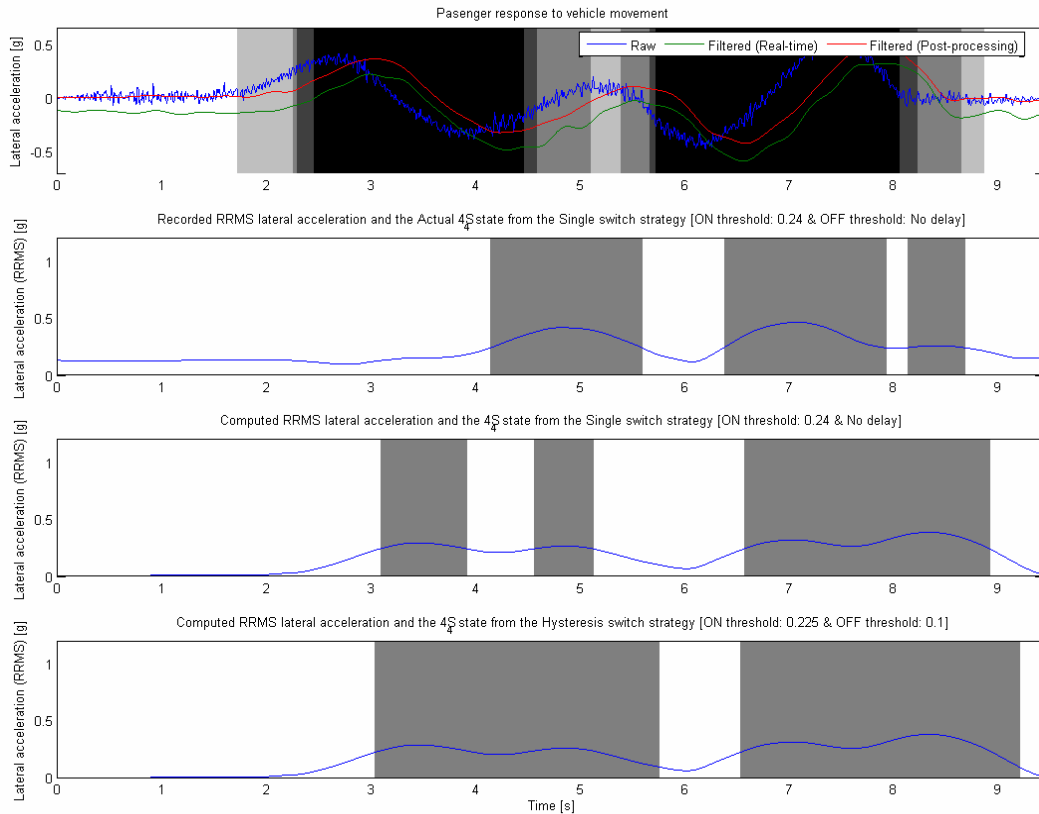 Pasenger response to vehicle movement
Raw Filtered (Real-time) Filtered (Post-processing)
Lateral acceleration [g]
0.5
0
-0.5
0 1 2 3 4 5 6 7 8 9
Recorded RRMS lateral acceleration and the Actual 4S4 state from the Single switch strategy [ON threshold: 0.24 & OFF threshold: No delay]
Lateral acceleration (RRMS) [g]
1
0.5
0
0 1 2 3 4 5 6 7 8 9
Computed RRMS lateral acceleration and the 4S4 state from the Single switch strategy [ON threshold: 0.24 & No delay]
Lateral acceleration (RRMS) [g]
1
0.5
0
0 1 2 3 4 5 6 7 8 9
Computed RRMS lateral acceleration and the 4S4 state from the Hysteresis switch strategy [ON threshold: 0.225 & OFF threshold: 0.1]
Lateral acceleration (RRMS) [g]
1
0.5
0
0 1 2 3 4 5 6 7 8 9
Time [s]